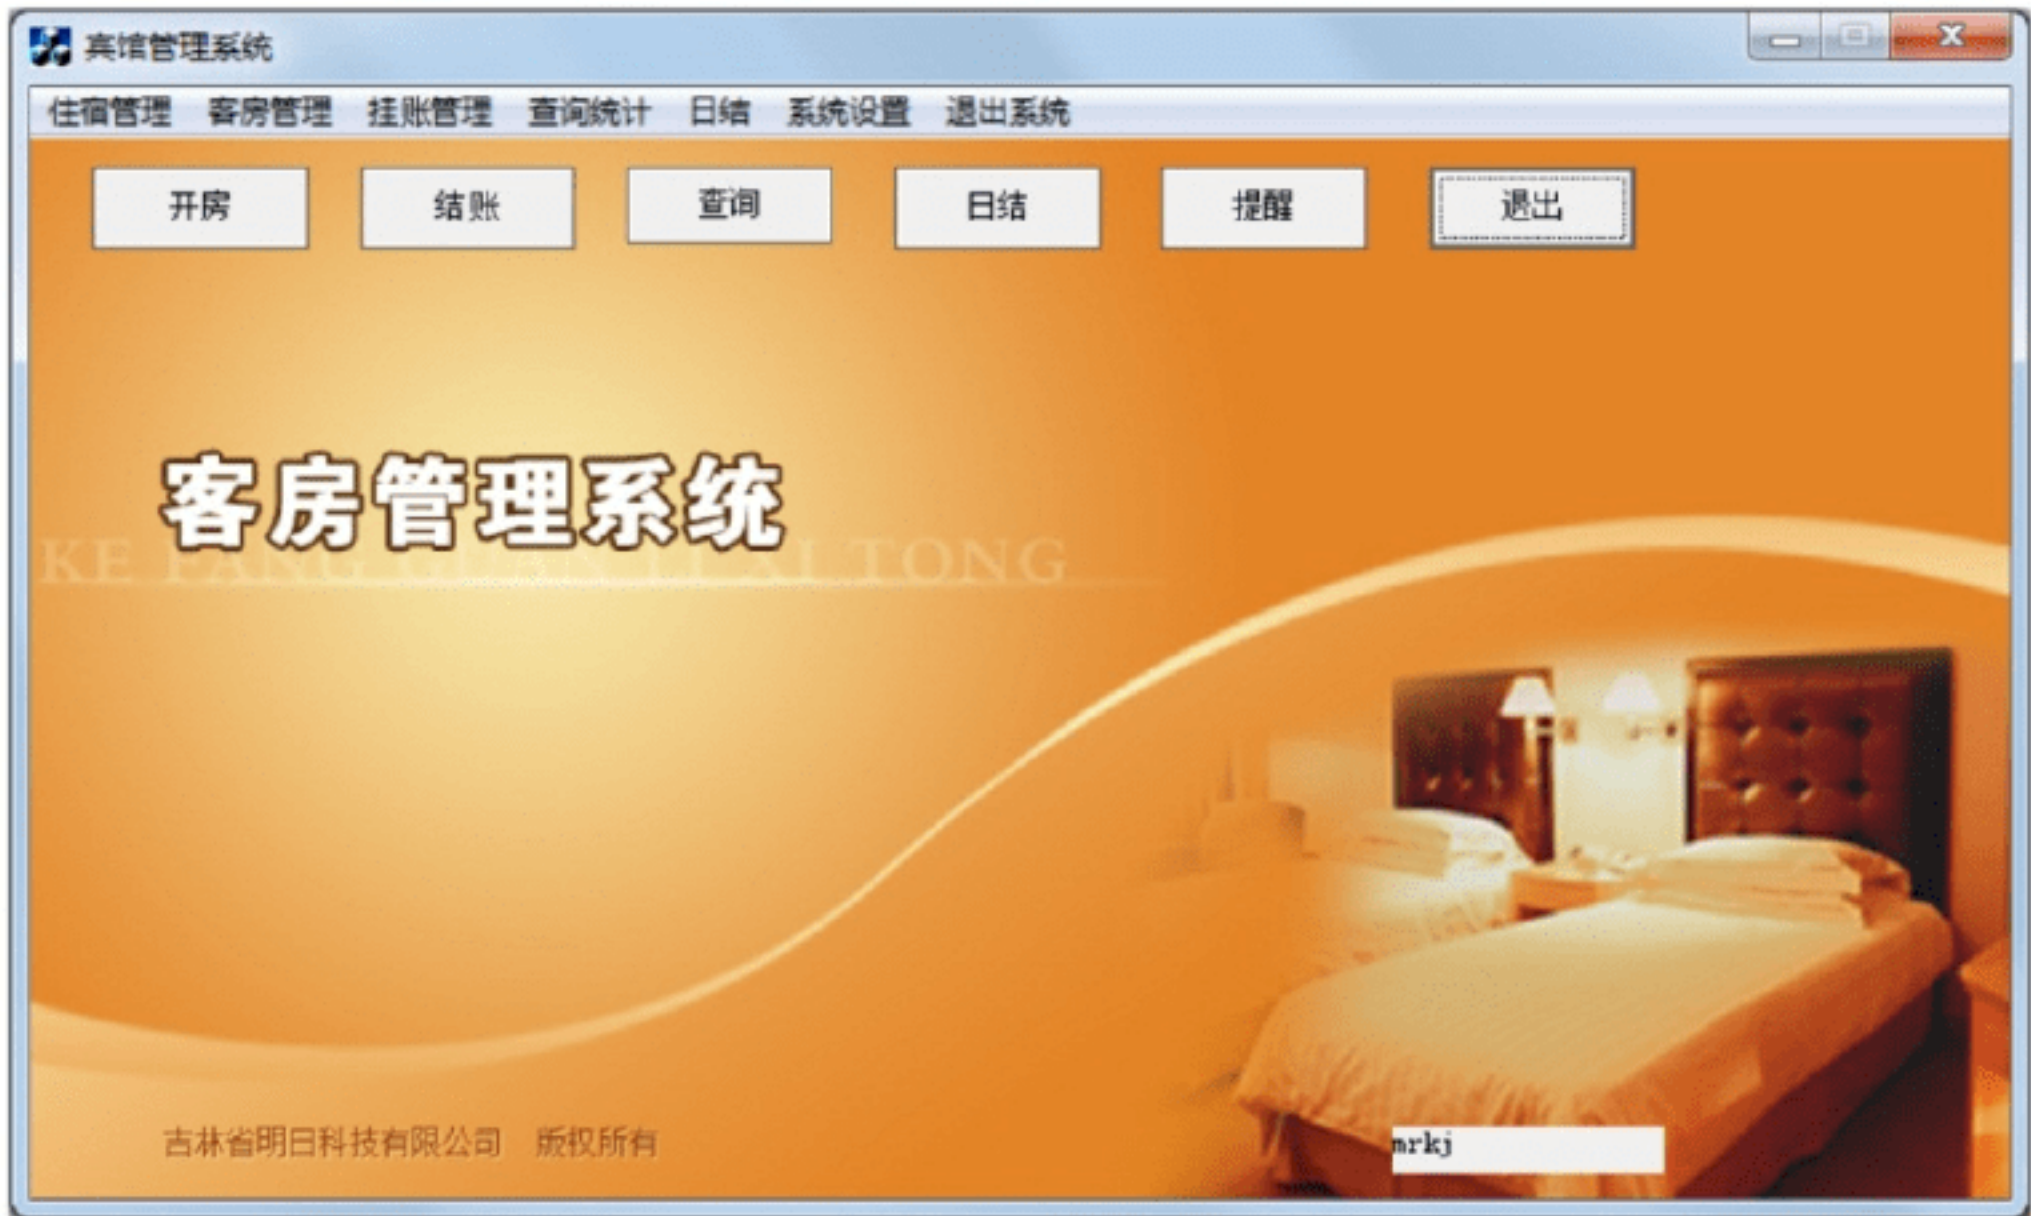 宾馆管理系统
住宿管理 客房管理 挂账管理 查询统计 日结 系统设置 退出系统
开房 结账 查询 日结 提醒 退出
客房管理系统
KE FANG GUAN LI XI TONG
吉林省明日科技有限公司 版权所有
mrkj